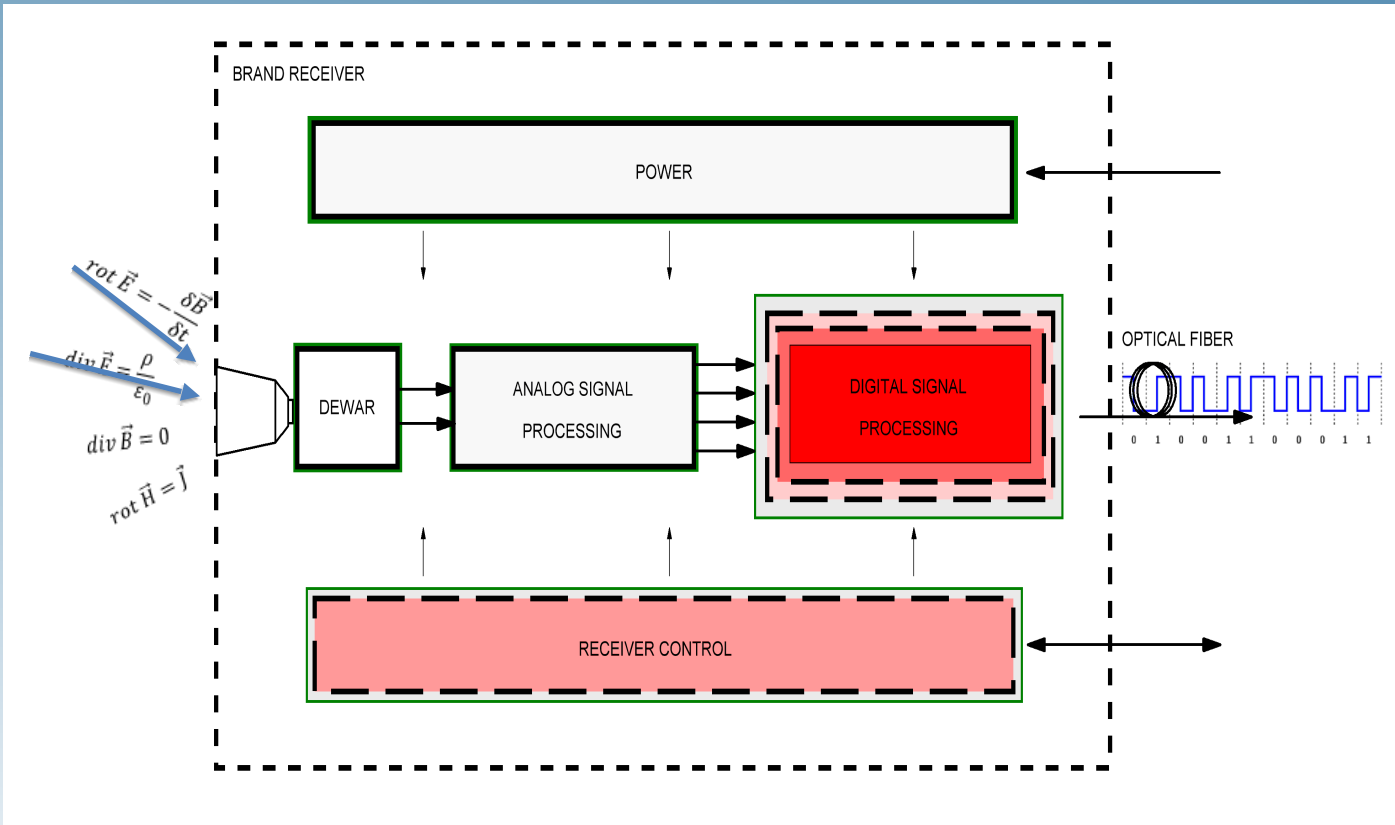 BRAND RECEIVER
POWER
rot E⃗ = − δB⃗/δt
div E⃗ = ρ/ε₀
div B⃗ = 0
rot H⃗ = J⃗
DEWAR
ANALOG SIGNAL
PROCESSING
DIGITAL SIGNAL
PROCESSING
OPTICAL FIBER
0 1 0 0 1 1 0 0 0 1 1
RECEIVER CONTROL